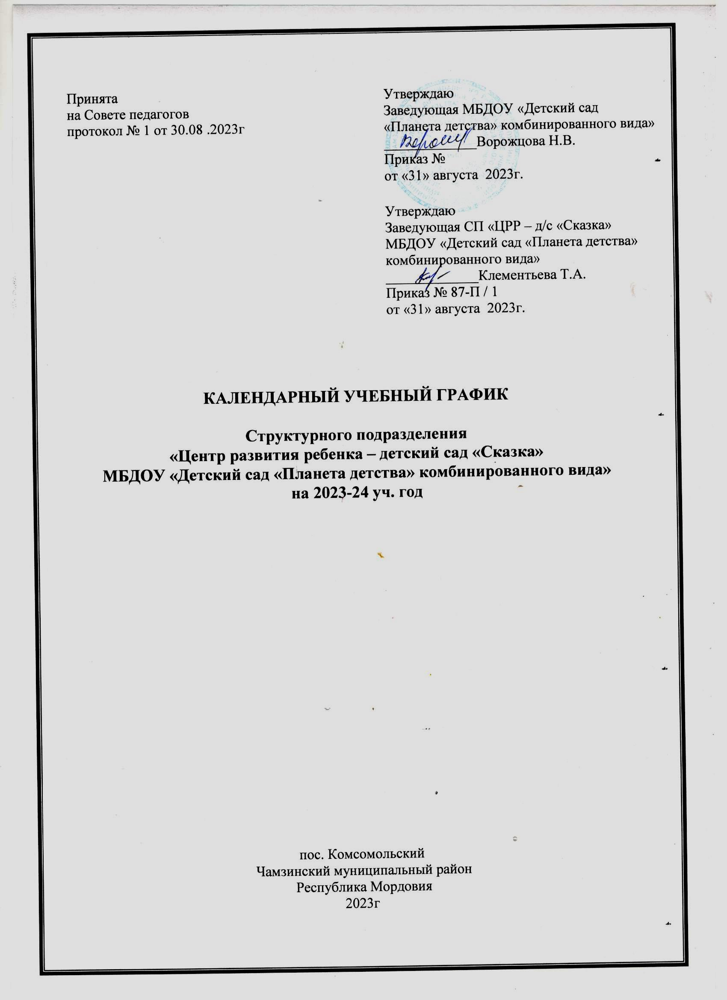 Принята
на Совете педагогов
протокол № 1 от 30.08 .2023г
Утверждаю
Заведующая МБДОУ «Детский сад
«Планета детства» комбинированного вида»
Ворожцова Н.В.
Приказ №
от «31» августа 2023г.
Утверждаю
Заведующая СП «ЦРР – д/с «Сказка»
МБДОУ «Детский сад «Планета детства»
комбинированного вида»
Клементьева Т.А.
Приказ № 87-П / 1
от «31» августа 2023г.
КАЛЕНДАРНЫЙ УЧЕБНЫЙ ГРАФИК
Структурного подразделения
«Центр развития ребенка – детский сад «Сказка»
МБДОУ «Детский сад «Планета детства» комбинированного вида»
на 2023-24 уч. год
пос. Комсомольский
Чамзинский муниципальный район
Республика Мордовия
2023г